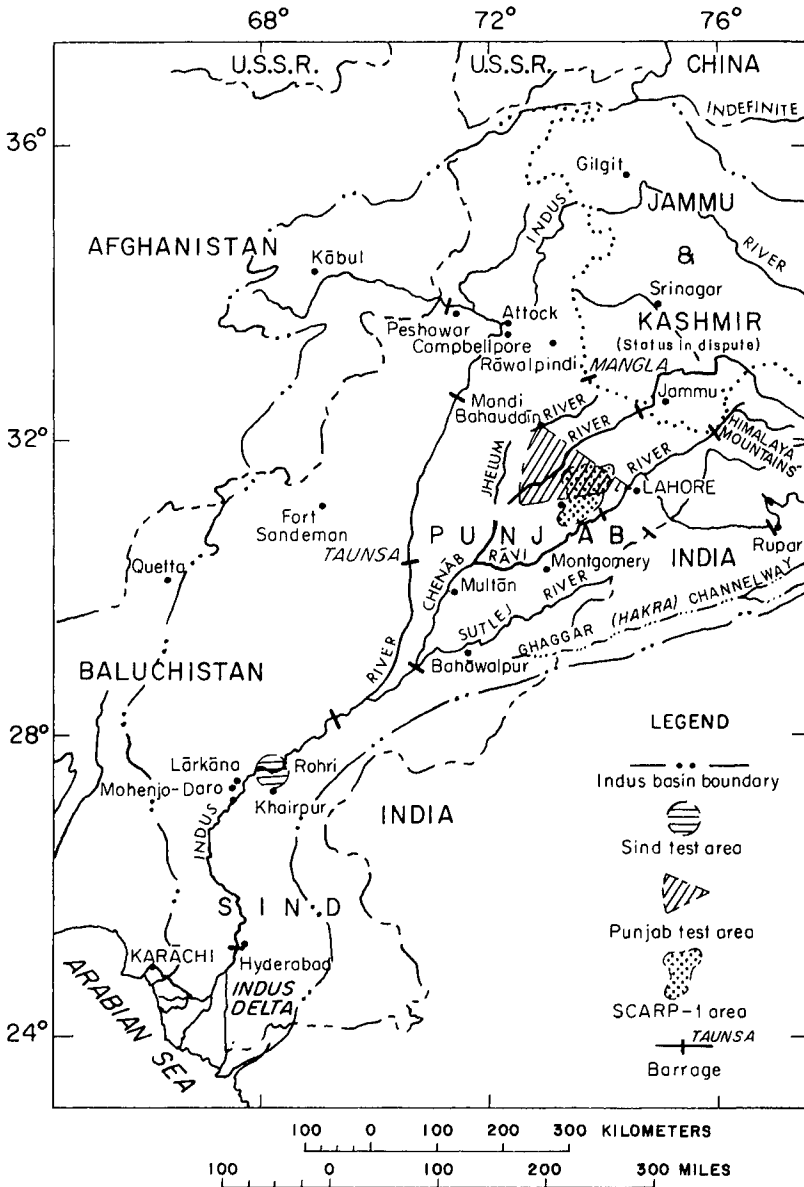 68° 72° 76°
U.S.S.R. U.S.S.R. CHINA
INDEFINITE
36°
Gilgit
INDUS
JAMMU
AFGHANISTAN
RIVER
Kābul
&
Srinagar
Attock
Peshawar
KASHMIR
Campbellpore
(Status in dispute)
Rāwalpindi
MANGLA
Mandi
Bahauddin
Jammu
RIVER
32°
RIVER
HIMALAYA
MOUNTAINS
JHELUM
RIVER
LAHORE
Fort
Sandeman
PUNJAB
TAUNSA
RĀVI
INDIA
Rupar
Quetta
CHENĀB
Montgomery
Multān
RIVER
SUTLEJ
GHAGGAR (HAKRA) CHANNELWAY
RIVER
Bahāwalpur
BALUCHISTAN
28°
LEGEND
Lārkāna
Rohri
Indus basin boundary
Mohenjo-Daro
Khairpur
INDUS
INDIA
Sind test area
SIND
Punjab test area
KARĀCHI
Hyderabad
INDUS
DELTA
ARABIAN SEA
SCARP-1 area
24°
TAUNSA
Barrage
100 0 100 200 300 KILOMETERS
100 0 100 200 300 MILES